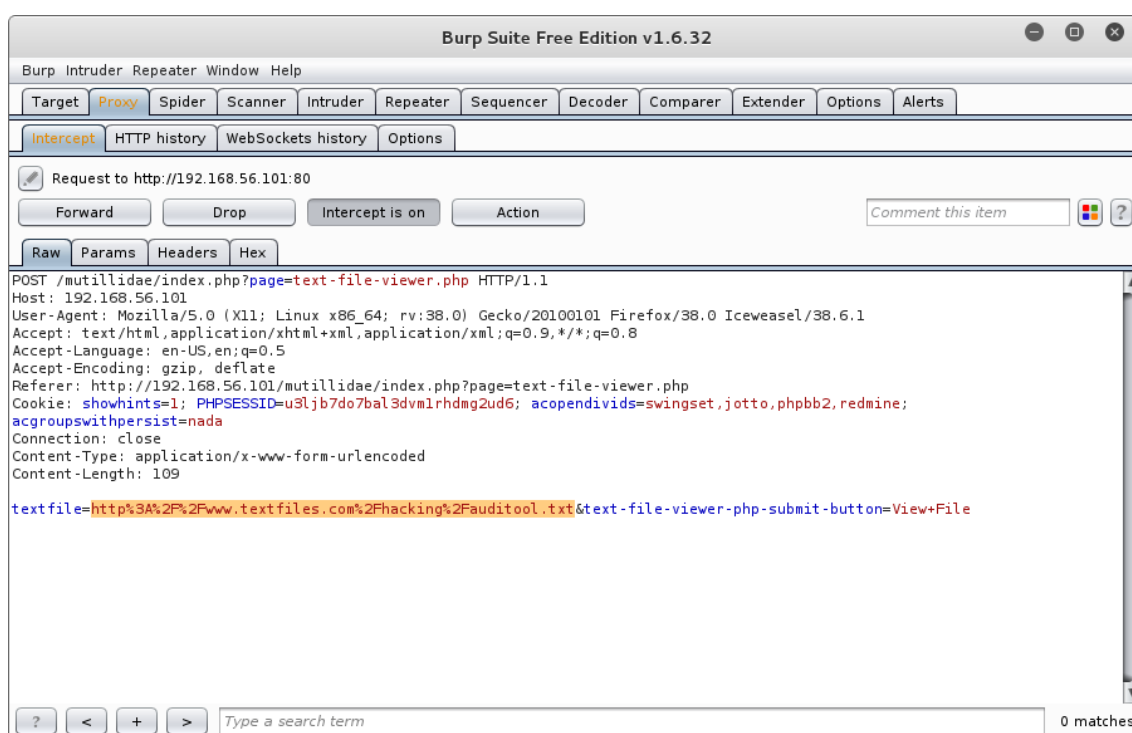 Burp Suite Free Edition v1.6.32
Burp Intruder Repeater Window Help
Target Proxy Spider Scanner Intruder Repeater Sequencer Decoder Comparer Extender Options Alerts
Intercept HTTP history WebSockets history Options
Request to http://192.168.56.101:80
Forward Drop Intercept is on Action Comment this item ?
Raw Params Headers Hex
POST /mutillidae/index.php?page=text-file-viewer.php HTTP/1.1
Host: 192.168.56.101
User-Agent: Mozilla/5.0 (X11; Linux x86_64; rv:38.0) Gecko/20100101 Firefox/38.0 Iceweasel/38.6.1
Accept: text/html,application/xhtml+xml,application/xml;q=0.9,*/*;q=0.8
Accept-Language: en-US,en;q=0.5
Accept-Encoding: gzip, deflate
Referer: http://192.168.56.101/mutillidae/index.php?page=text-file-viewer.php
Cookie: showhints=1; PHPSESSID=u3ljb7do7bal3dvm1rhdmg2ud6; acopendivids=swingset,jotto,phpbb2,redmine;
acgroupswithpersist=nada
Connection: close
Content-Type: application/x-www-form-urlencoded
Content-Length: 109
textfile=http%3A%2F%2Fwww.textfiles.com%2Fhacking%2Fauditool.txt&text-file-viewer-php-submit-button=View+File
? < + > Type a search term 0 matches